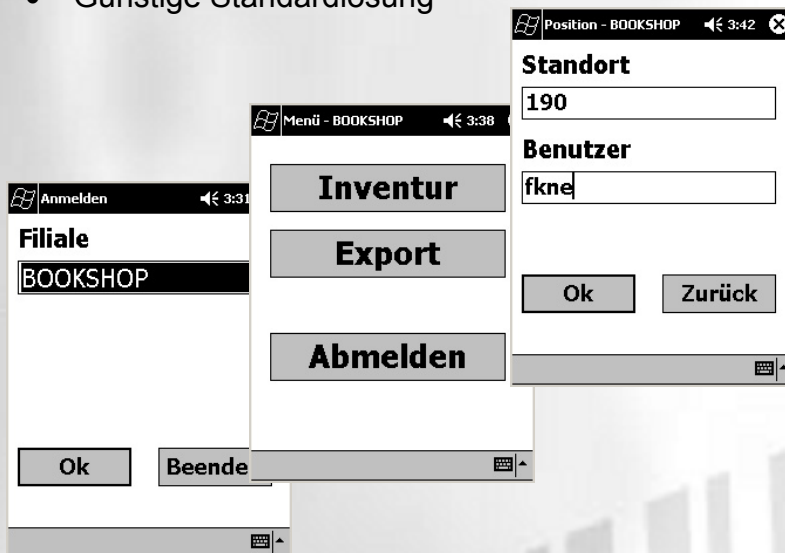 • Günstige Standardlösung
Position - BOOKSHOP 3:42
Standort
190
Benutzer
fkne
Ok Zurück
Menü - BOOKSHOP 3:38
Inventur
Export
Abmelden
Anmelden 3:31
Filiale
BOOKSHOP
Ok Beende